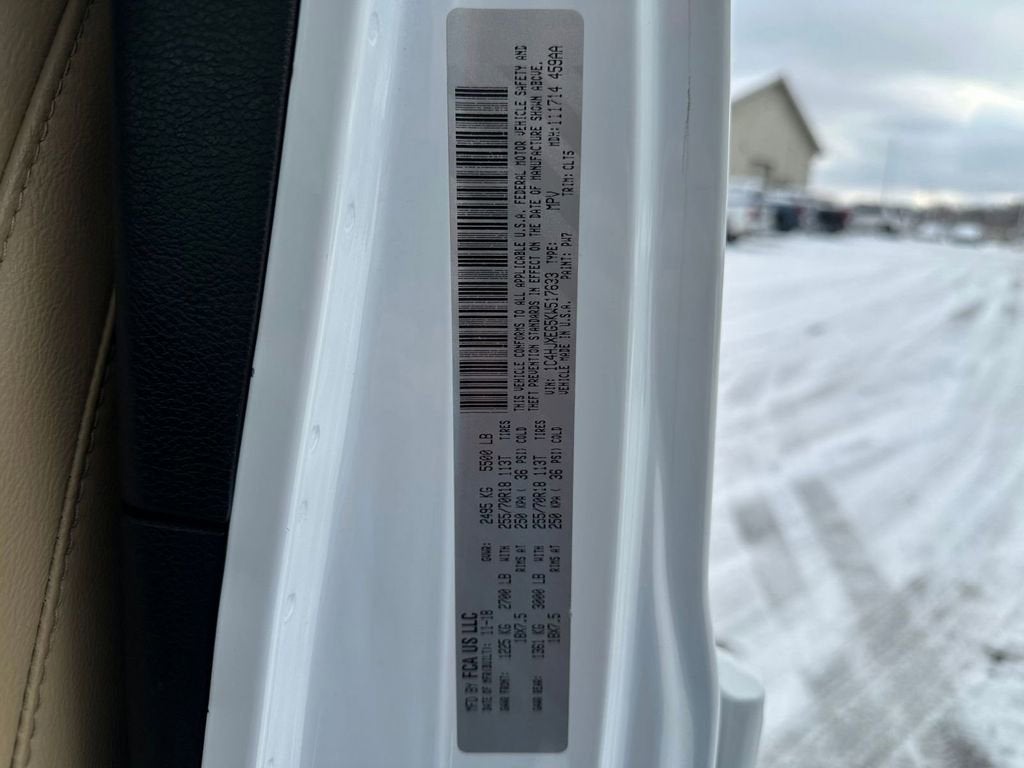 MFD BY FCA US LLC
DATE OF MFR: 11-18 GVWR: 2495 KG 5500 LB
GAWR FRONT: 1225 KG 2700 LB WITH 255/70R18 113T TIRES
18X7.5 RIMS AT 250 KPA ( 36 PSI) COLD
GAWR REAR: 1361 KG 3000 LB WITH 255/70R18 113T TIRES
18X7.5 RIMS AT 250 KPA ( 36 PSI) COLD
THIS VEHICLE CONFORMS TO ALL APPLICABLE U.S.A. FEDERAL MOTOR VEHICLE SAFETY AND
THEFT PREVENTION STANDARDS IN EFFECT ON THE DATE OF MANUFACTURE SHOWN ABOVE.
VIN: 1C4HJXEG5KW517633 TYPE: MPV MDH: 111714 459AA
VEHICLE MADE IN U.S.A. PAINT: PW7 TRIM: CLT5